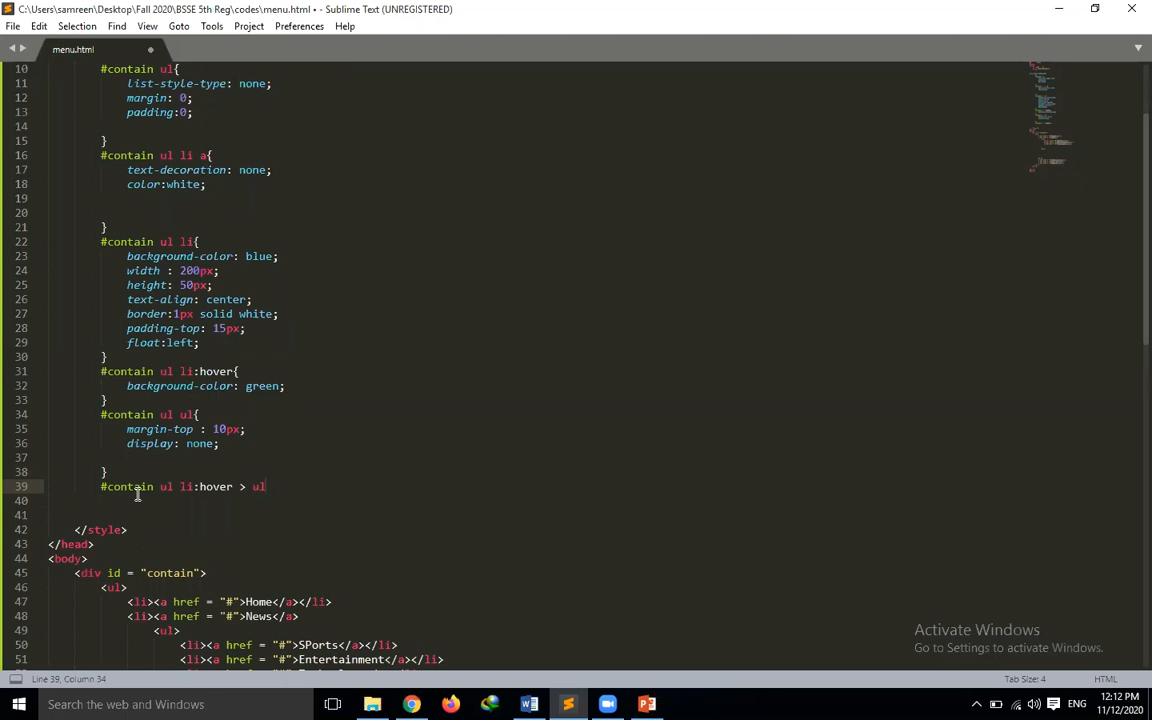 C:\Users\samreen\Desktop\Fall 2020\BSSE 5th Reg\codes\menu.html • - Sublime Text (UNREGISTERED)
File Edit Selection Find View Goto Tools Project Preferences Help
menu.html
10 #contain ul{
11 list-style-type: none;
12 margin: 0;
13 padding:0;
14
15 }
16 #contain ul li a{
17 text-decoration: none;
18 color:white;
19
20
21 }
22 #contain ul li{
23 background-color: blue;
24 width : 200px;
25 height: 50px;
26 text-align: center;
27 border:1px solid white;
28 padding-top: 15px;
29 float:left;
30 }
31 #contain ul li:hover{
32 background-color: green;
33 }
34 #contain ul ul{
35 margin-top : 10px;
36 display: none;
37
38 }
39 #contain ul li:hover > ul
40
41
42 </style>
43 </head>
44 <body>
45 <div id = "contain">
46 <ul>
47 <li><a href = "#">Home</a></li>
48 <li><a href = "#">News</a>
49 <ul>
50 <li><a href = "#">SPorts</a></li>
51 <li><a href = "#">Entertainment</a></li>
Activate Windows
Go to Settings to activate Windows.
Line 39, Column 34 Tab Size: 4 HTML
Search the web and Windows
ENG
12:12 PM
11/12/2020